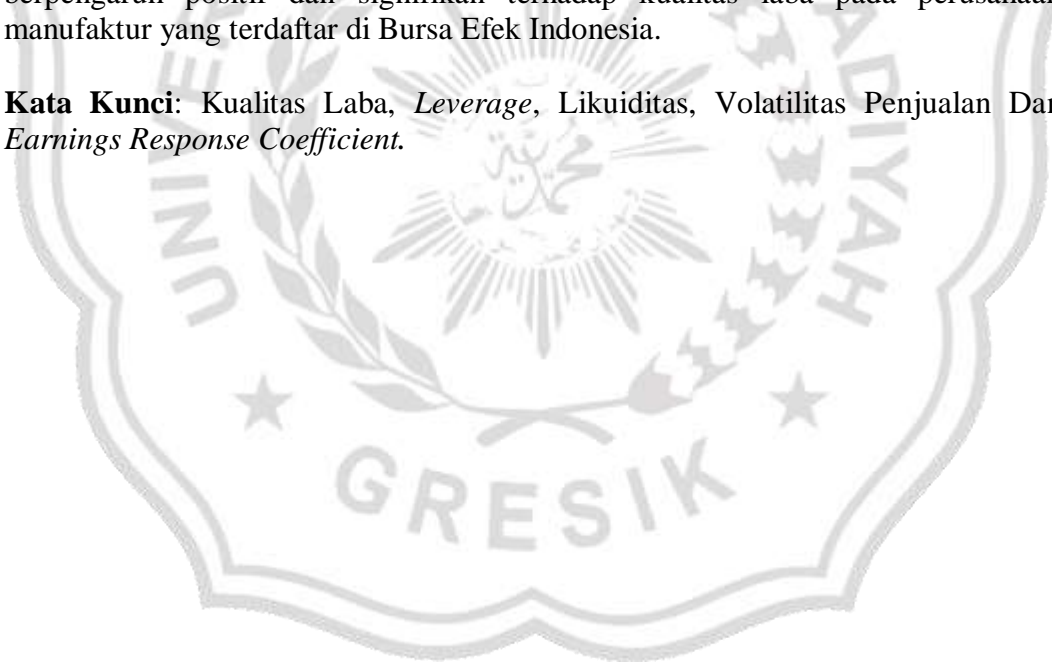 berpengaruh positif dan signifikan terhadap kualitas laba pada perusahaan
manufaktur yang terdaftar di Bursa Efek Indonesia.
Kata Kunci: Kualitas Laba, Leverage, Likuiditas, Volatilitas Penjualan Dan
Earnings Response Coefficient.
GRESIK